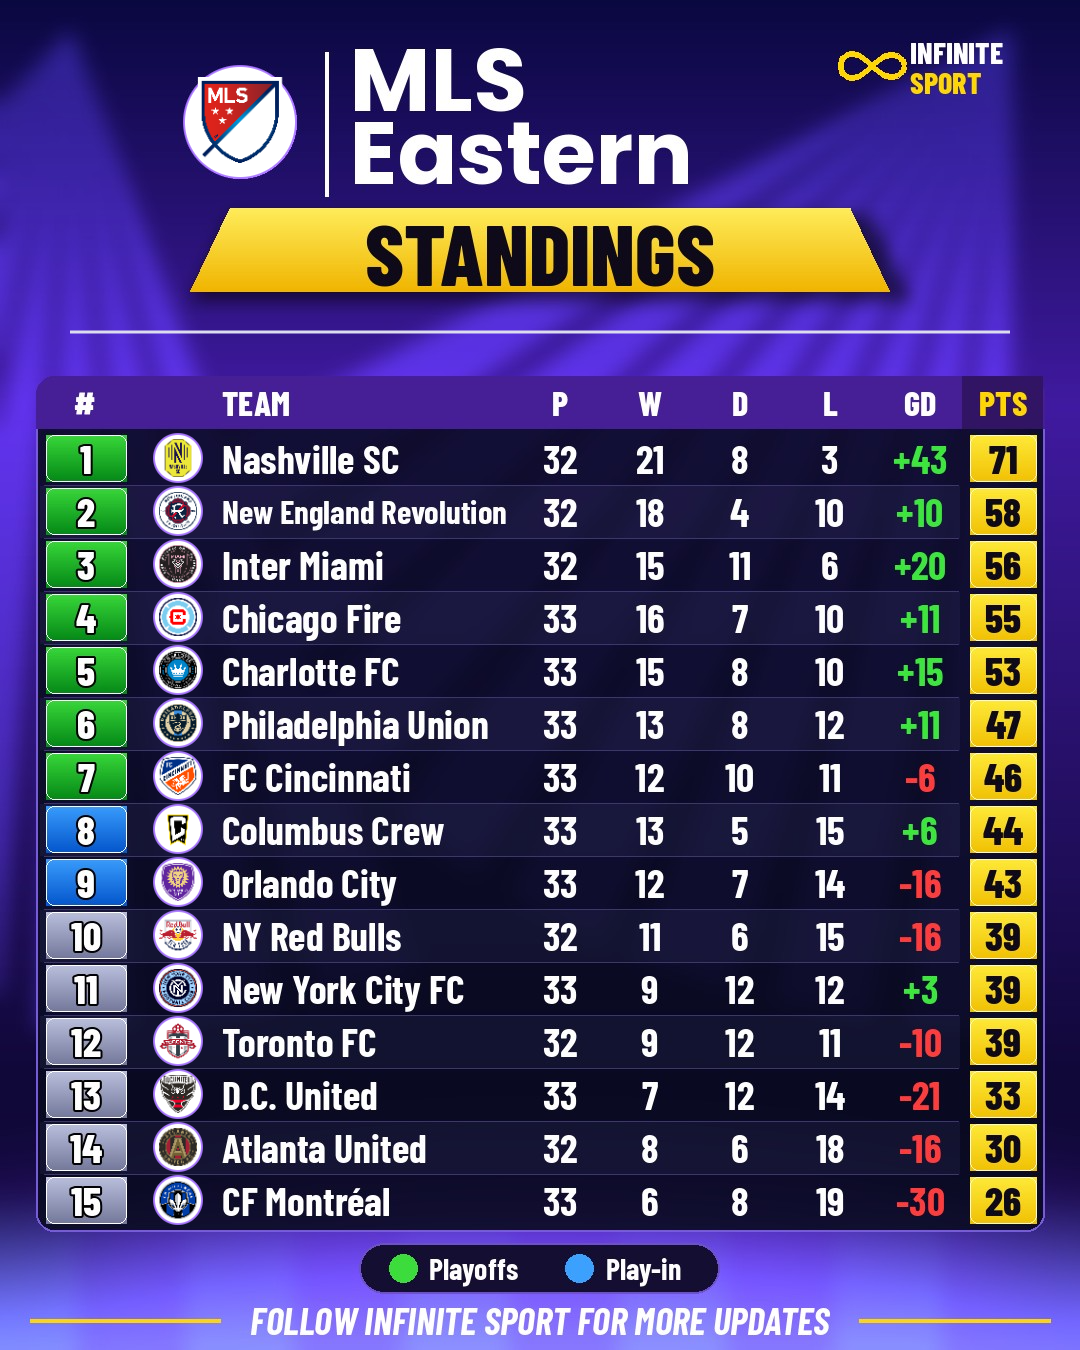 MLS
MLS
Eastern
INFINITE
SPORT
STANDINGS
# TEAM P W D L GD PTS
1 Nashville SC 32 21 8 3 +43 71
2 New England Revolution 32 18 4 10 +10 58
3 Inter Miami 32 15 11 6 +20 56
4 Chicago Fire 33 16 7 10 +11 55
5 Charlotte FC 33 15 8 10 +15 53
6 Philadelphia Union 33 13 8 12 +11 47
7 FC Cincinnati 33 12 10 11 -6 46
8 Columbus Crew 33 13 5 15 +6 44
9 Orlando City 33 12 7 14 -16 43
10 NY Red Bulls 32 11 6 15 -16 39
11 New York City FC 33 9 12 12 +3 39
12 Toronto FC 32 9 12 11 -10 39
13 D.C. United 33 7 12 14 -21 33
14 Atlanta United 32 8 6 18 -16 30
15 CF Montréal 33 6 8 19 -30 26
Playoffs Play-in
FOLLOW INFINITE SPORT FOR MORE UPDATES